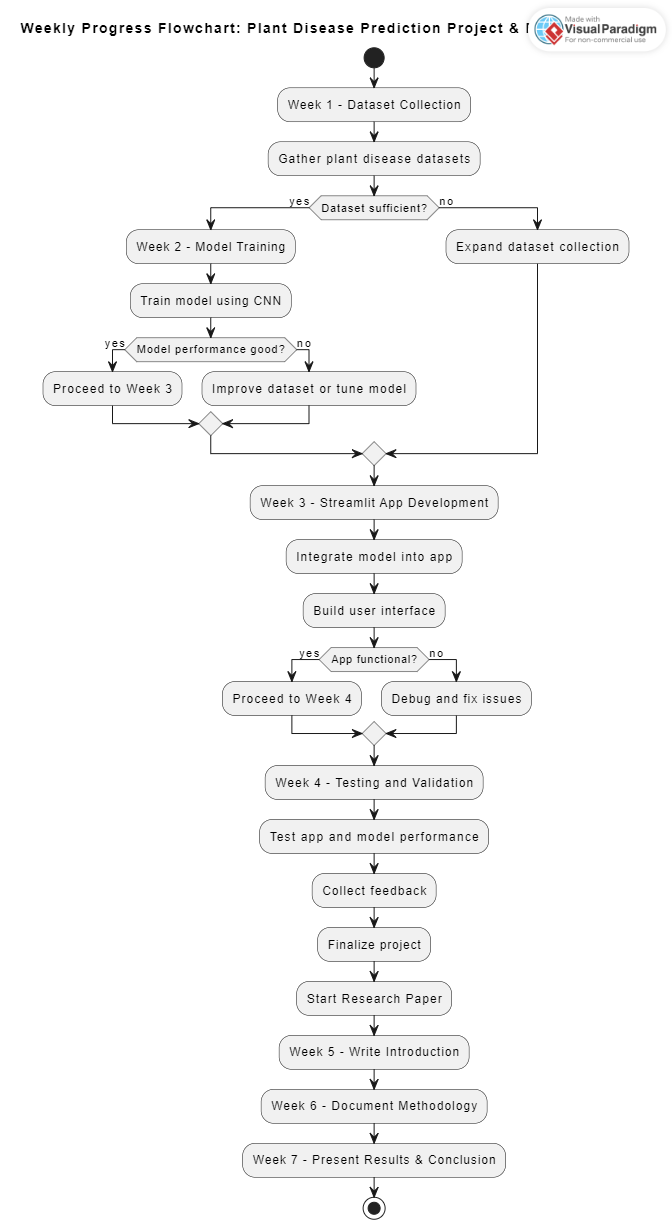 Weekly Progress Flowchart: Plant Disease Prediction Project &
Made with
VisualParadigm
For non-commercial use
Week 1 - Dataset Collection
Gather plant disease datasets
yes
Dataset sufficient?
no
Week 2 - Model Training
Expand dataset collection
Train model using CNN
yes
Model performance good?
no
Proceed to Week 3
Improve dataset or tune model
Week 3 - Streamlit App Development
Integrate model into app
Build user interface
yes
App functional?
no
Proceed to Week 4
Debug and fix issues
Week 4 - Testing and Validation
Test app and model performance
Collect feedback
Finalize project
Start Research Paper
Week 5 - Write Introduction
Week 6 - Document Methodology
Week 7 - Present Results & Conclusion